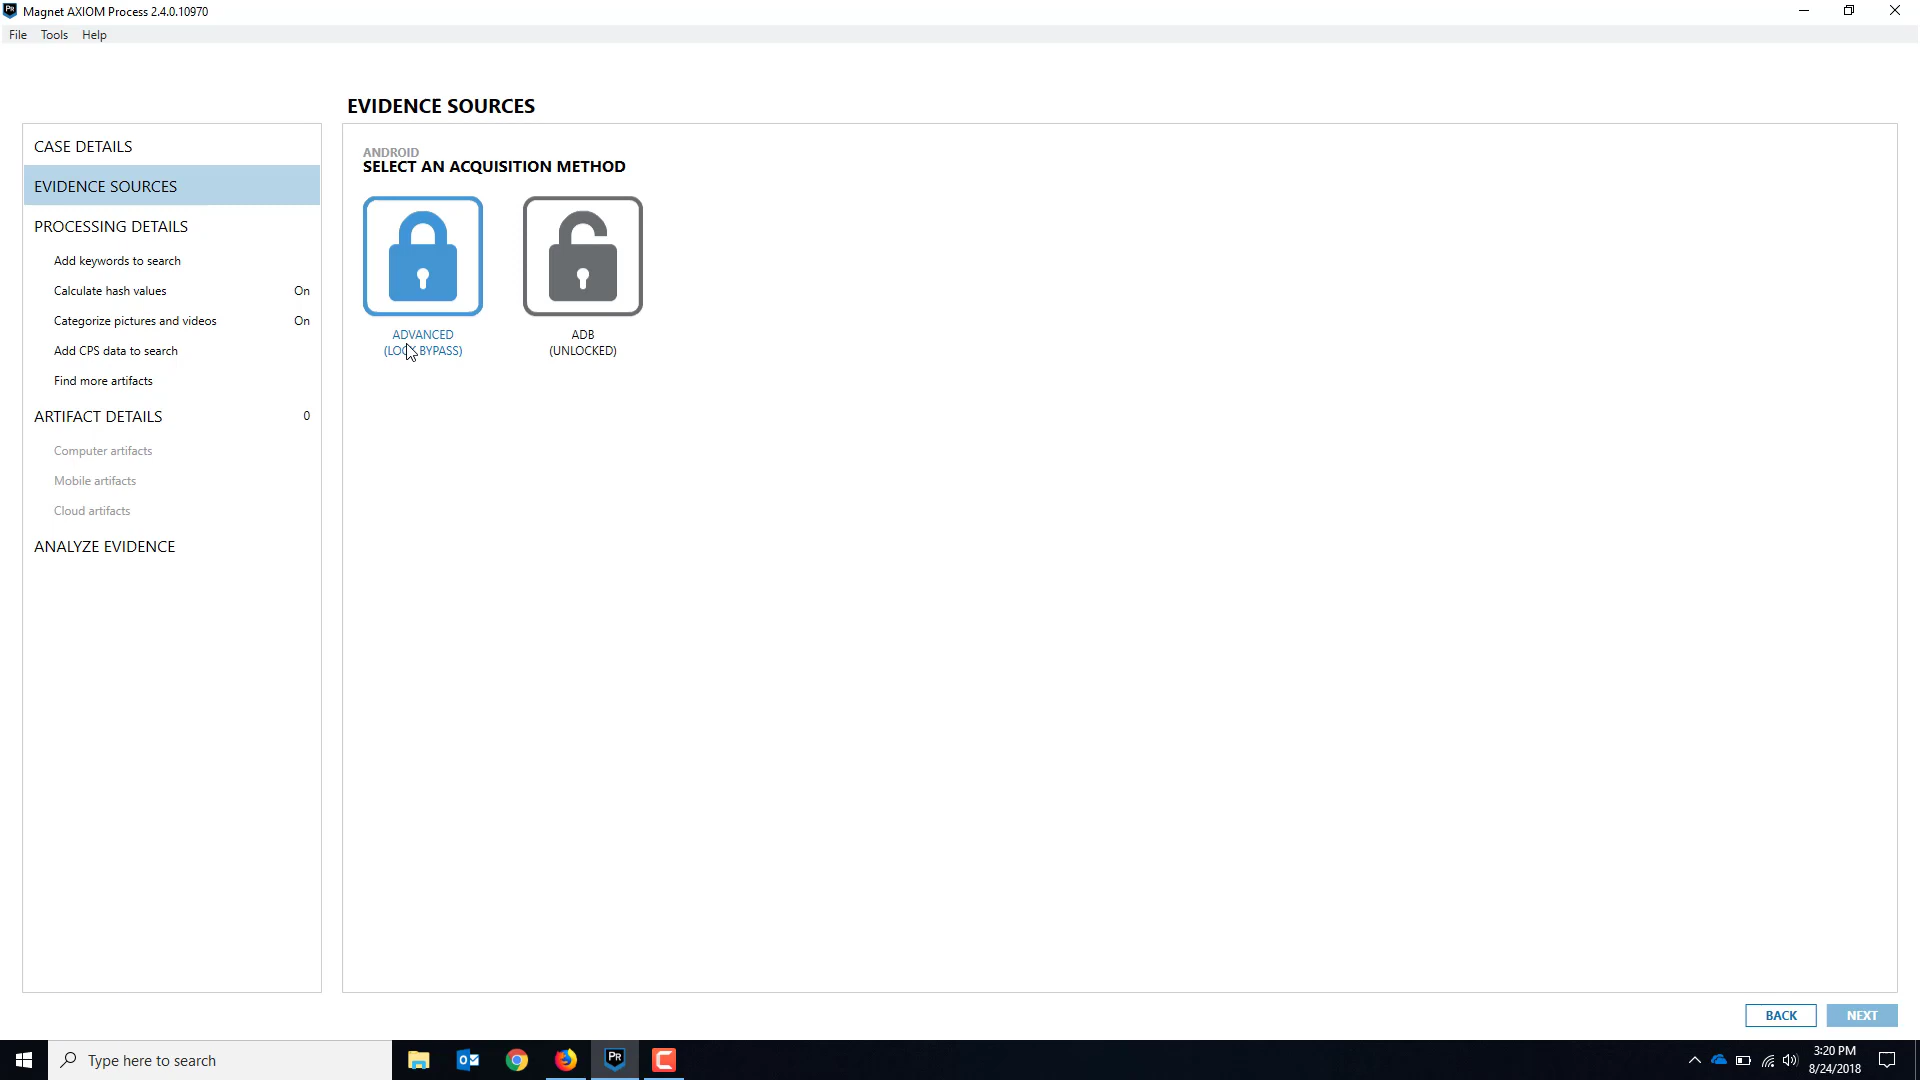 Magnet AXIOM Process 2.4.0.10970
File Tools Help
EVIDENCE SOURCES
CASE DETAILS
EVIDENCE SOURCES
PROCESSING DETAILS
Add keywords to search
Calculate hash values On
Categorize pictures and videos On
Add CPS data to search
Find more artifacts
ARTIFACT DETAILS 0
Computer artifacts
Mobile artifacts
Cloud artifacts
ANALYZE EVIDENCE
ANDROID
SELECT AN ACQUISITION METHOD
ADVANCED
(LOCK BYPASS)
ADB
(UNLOCKED)
BACK NEXT
Type here to search
PR
3:20 PM
8/24/2018